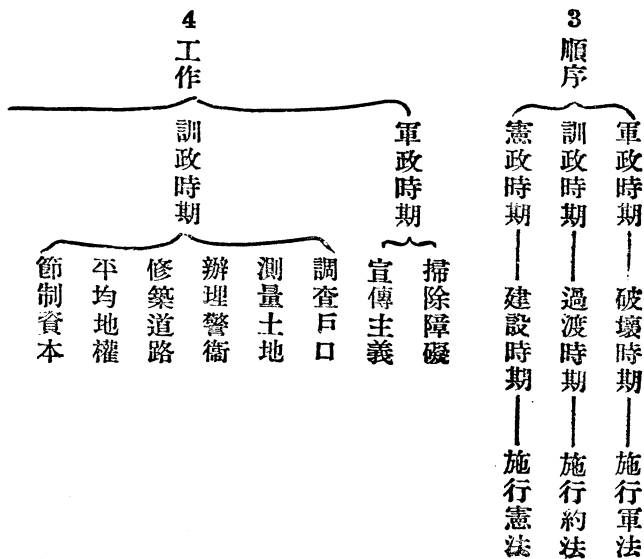 3 順序
軍政時期——破壞時期——施行軍法
訓政時期——過渡時期——施行約法
憲政時期——建設時期——施行憲法
4 工作
軍政時期
掃除障礙
宣傳主義
訓政時期
調查戶口
測量土地
辦理警衞
修築道路
平均地權
節制資本